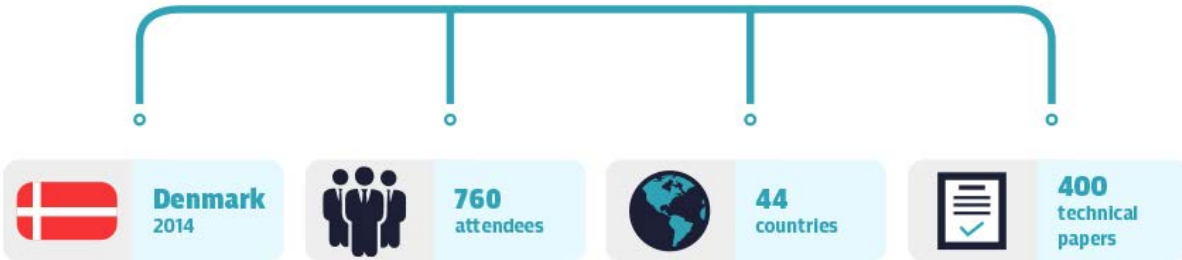 Denmark
2014
760
attendees
44
countries
400
technical
papers